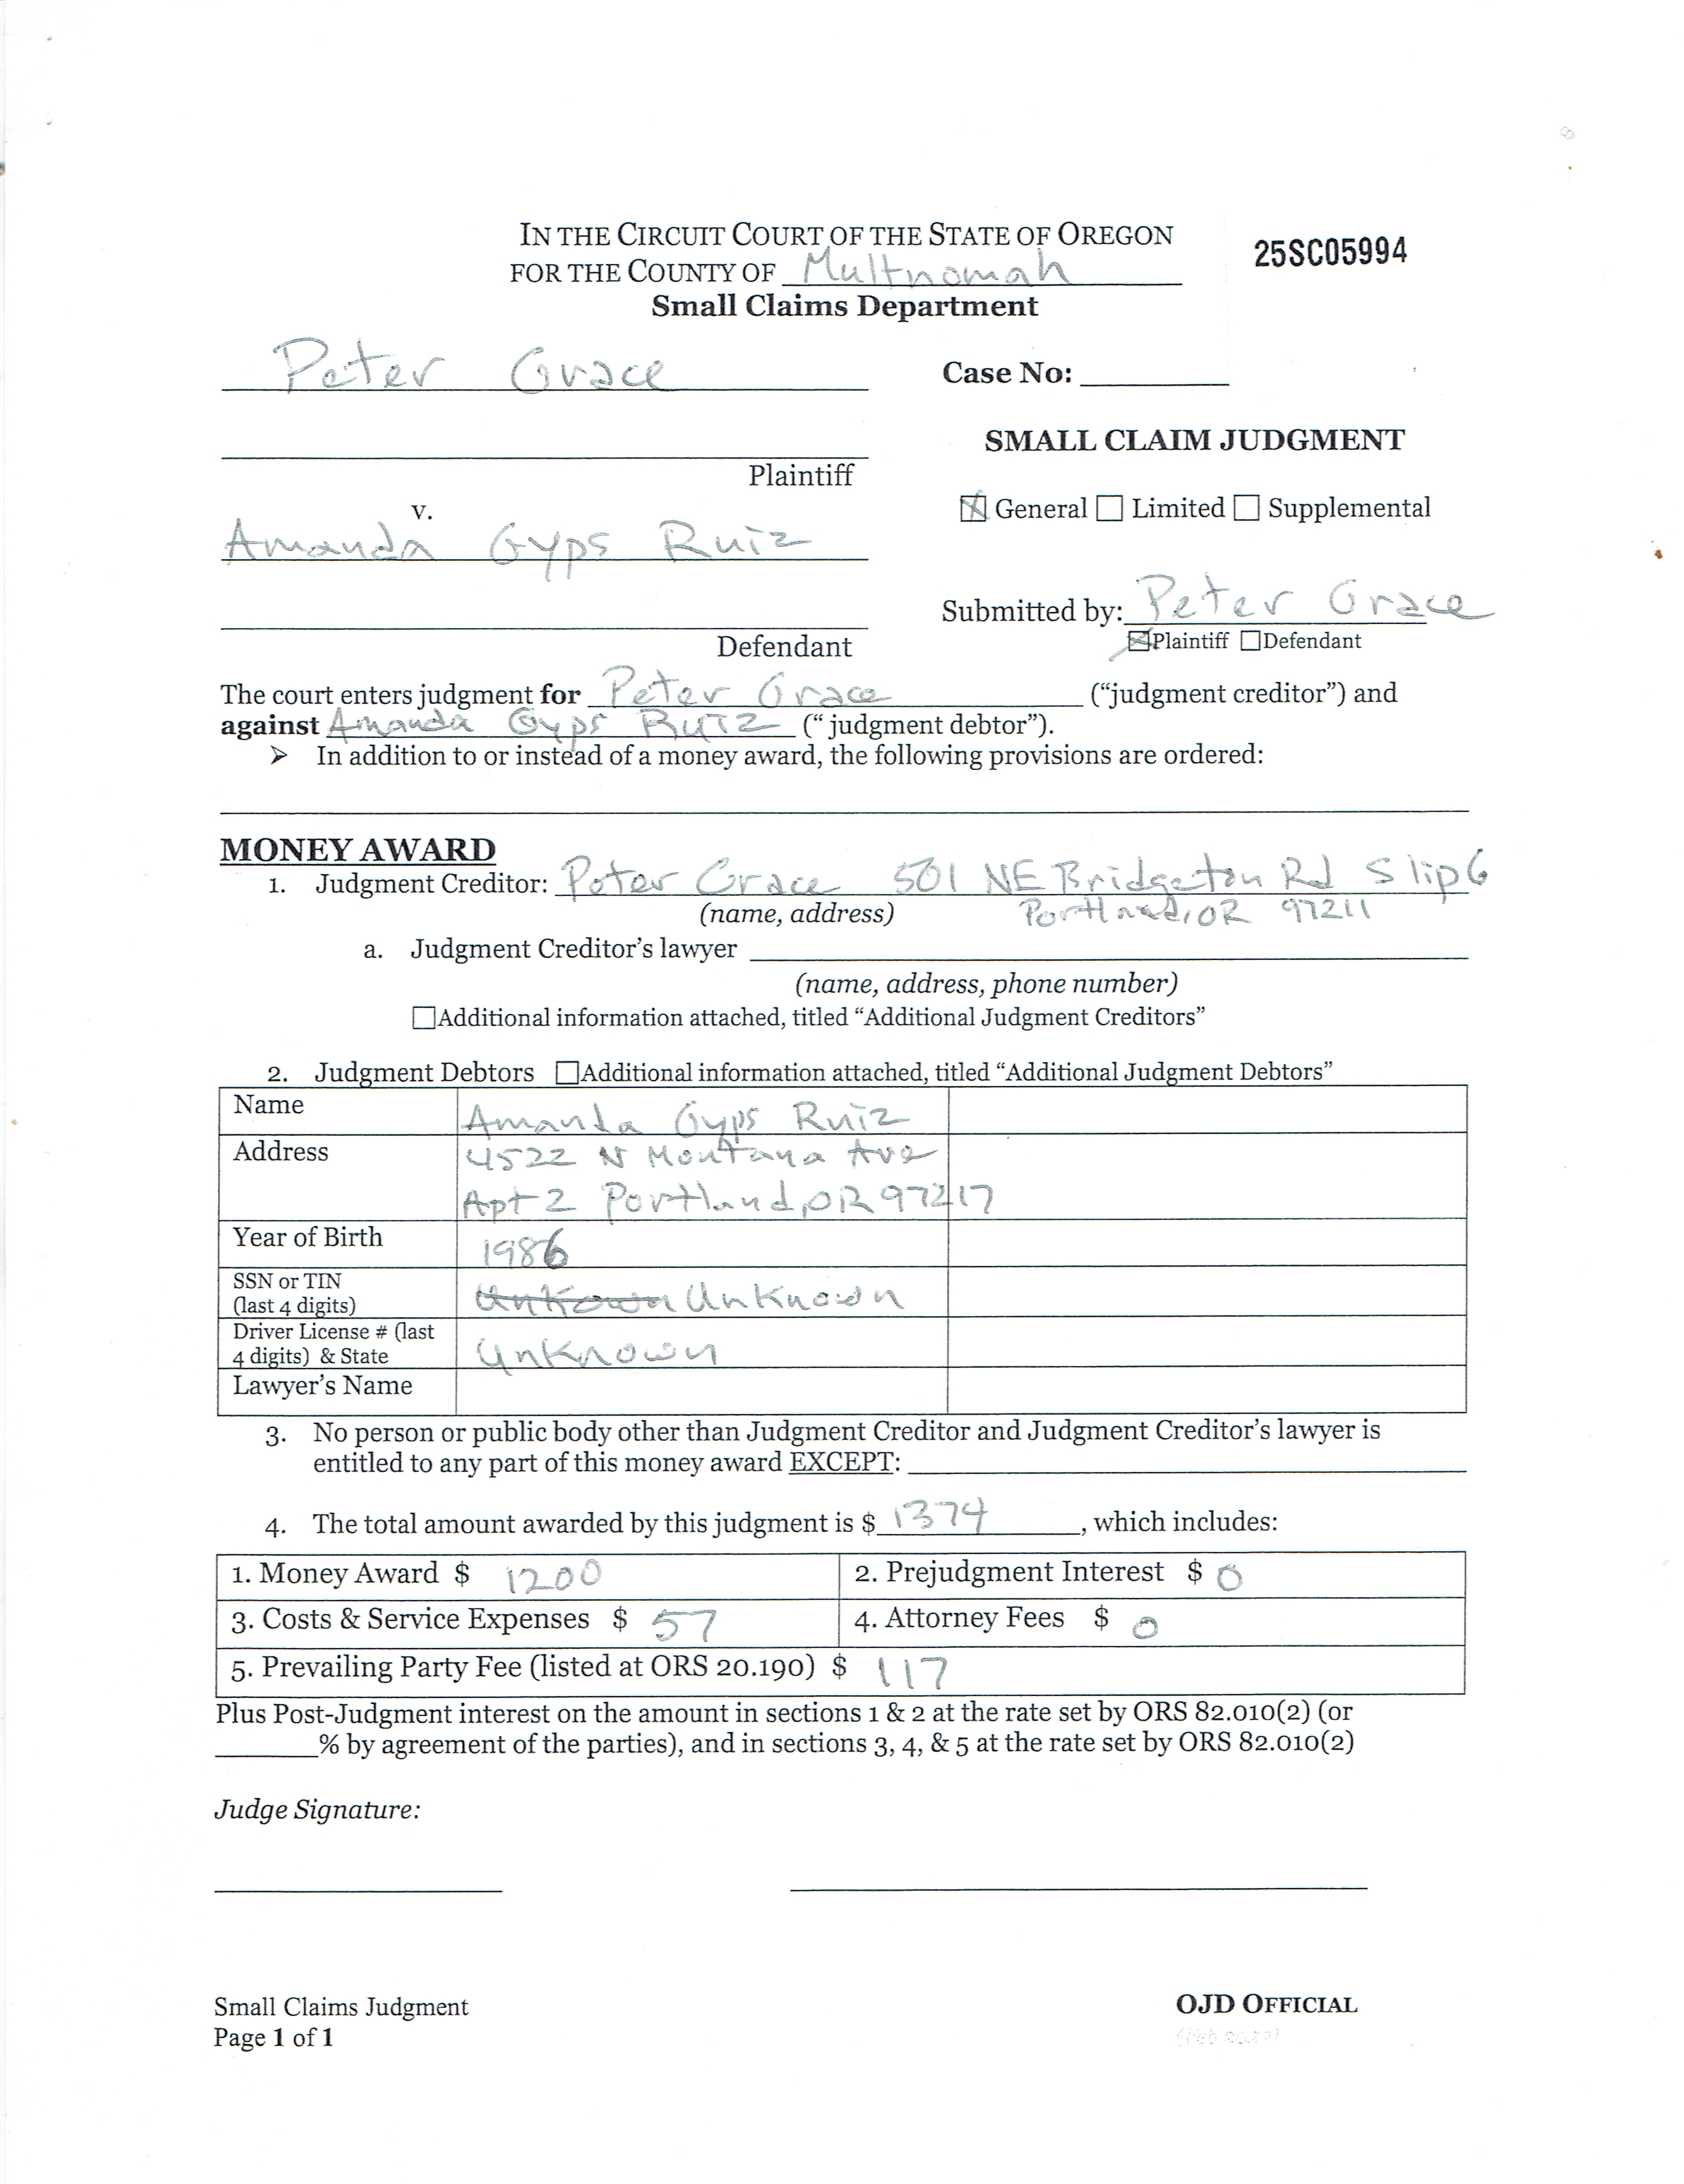 IN THE CIRCUIT COURT OF THE STATE OF OREGON
FOR THE COUNTY OF Multnomah
25SC05994
Small Claims Department
Peter Grace
Case No: ________
SMALL CLAIM JUDGMENT
Plaintiff
v.
☒ General ☐ Limited ☐ Supplemental
Amanda Gyps Ruiz
Submitted by: Peter Grace
☒Plaintiff ☐Defendant
Defendant
The court enters judgment for Peter Grace ("judgment creditor") and
against Amanda Gyps Ruiz (" judgment debtor").
➢ In addition to or instead of a money award, the following provisions are ordered:
MONEY AWARD
1. Judgment Creditor: Peter Grace 501 NE Bridgeton Rd Slip 6
(name, address) Portland, OR 97211
a. Judgment Creditor's lawyer
(name, address, phone number)
☐Additional information attached, titled "Additional Judgment Creditors"
2. Judgment Debtors ☐Additional information attached, titled "Additional Judgment Debtors"
Name Amanda Gyps Ruiz
Address 4522 N Montana Ave
Apt 2 Portland, OR 97217
Year of Birth 1986
SSN or TIN
(last 4 digits) Unkown Unknown
Driver License # (last
4 digits) & State Unknown
Lawyer's Name
3. No person or public body other than Judgment Creditor and Judgment Creditor's lawyer is
entitled to any part of this money award EXCEPT:
4. The total amount awarded by this judgment is $ 1374, which includes:
1. Money Award $ 1200 2. Prejudgment Interest $ 0
3. Costs & Service Expenses $ 57 4. Attorney Fees $ 0
5. Prevailing Party Fee (listed at ORS 20.190) $ 117
Plus Post-Judgment interest on the amount in sections 1 & 2 at the rate set by ORS 82.010(2) (or
_______% by agreement of the parties), and in sections 3, 4, & 5 at the rate set by ORS 82.010(2)
Judge Signature:
Small Claims Judgment
Page 1 of 1
OJD OFFICIAL